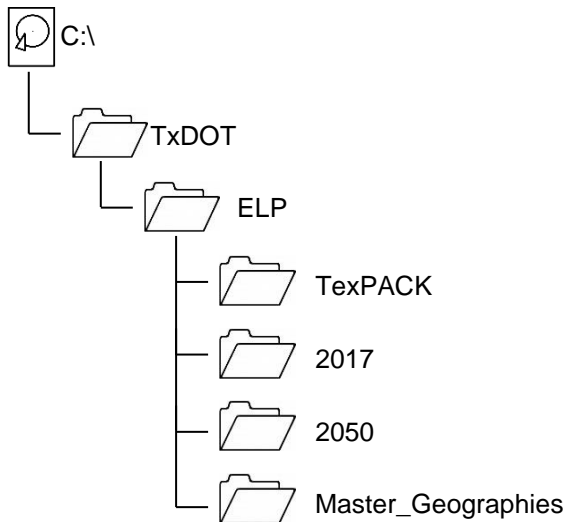 C:\
TxDOT
ELP
TexPACK
2017
2050
Master_Geographies